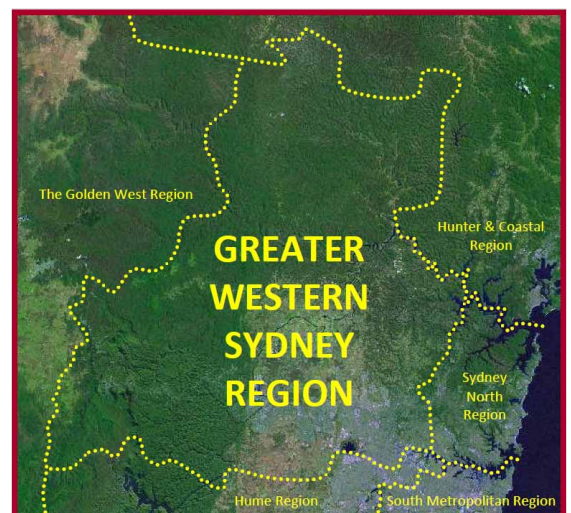 The Golden West Region
Hunter & Coastal
Region
GREATER
WESTERN
SYDNEY
REGION
Sydney
North
Region
Hume Region
South Metropolitan Region